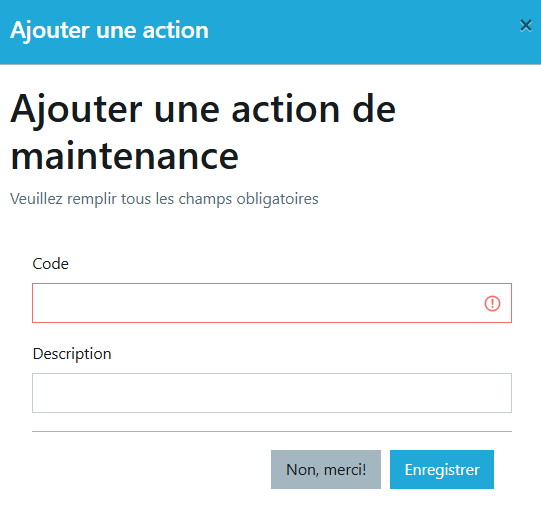 Ajouter une action
Ajouter une action de
maintenance
Veuillez remplir tous les champs obligatoires
Code
Description
Non, merci!
Enregistrer